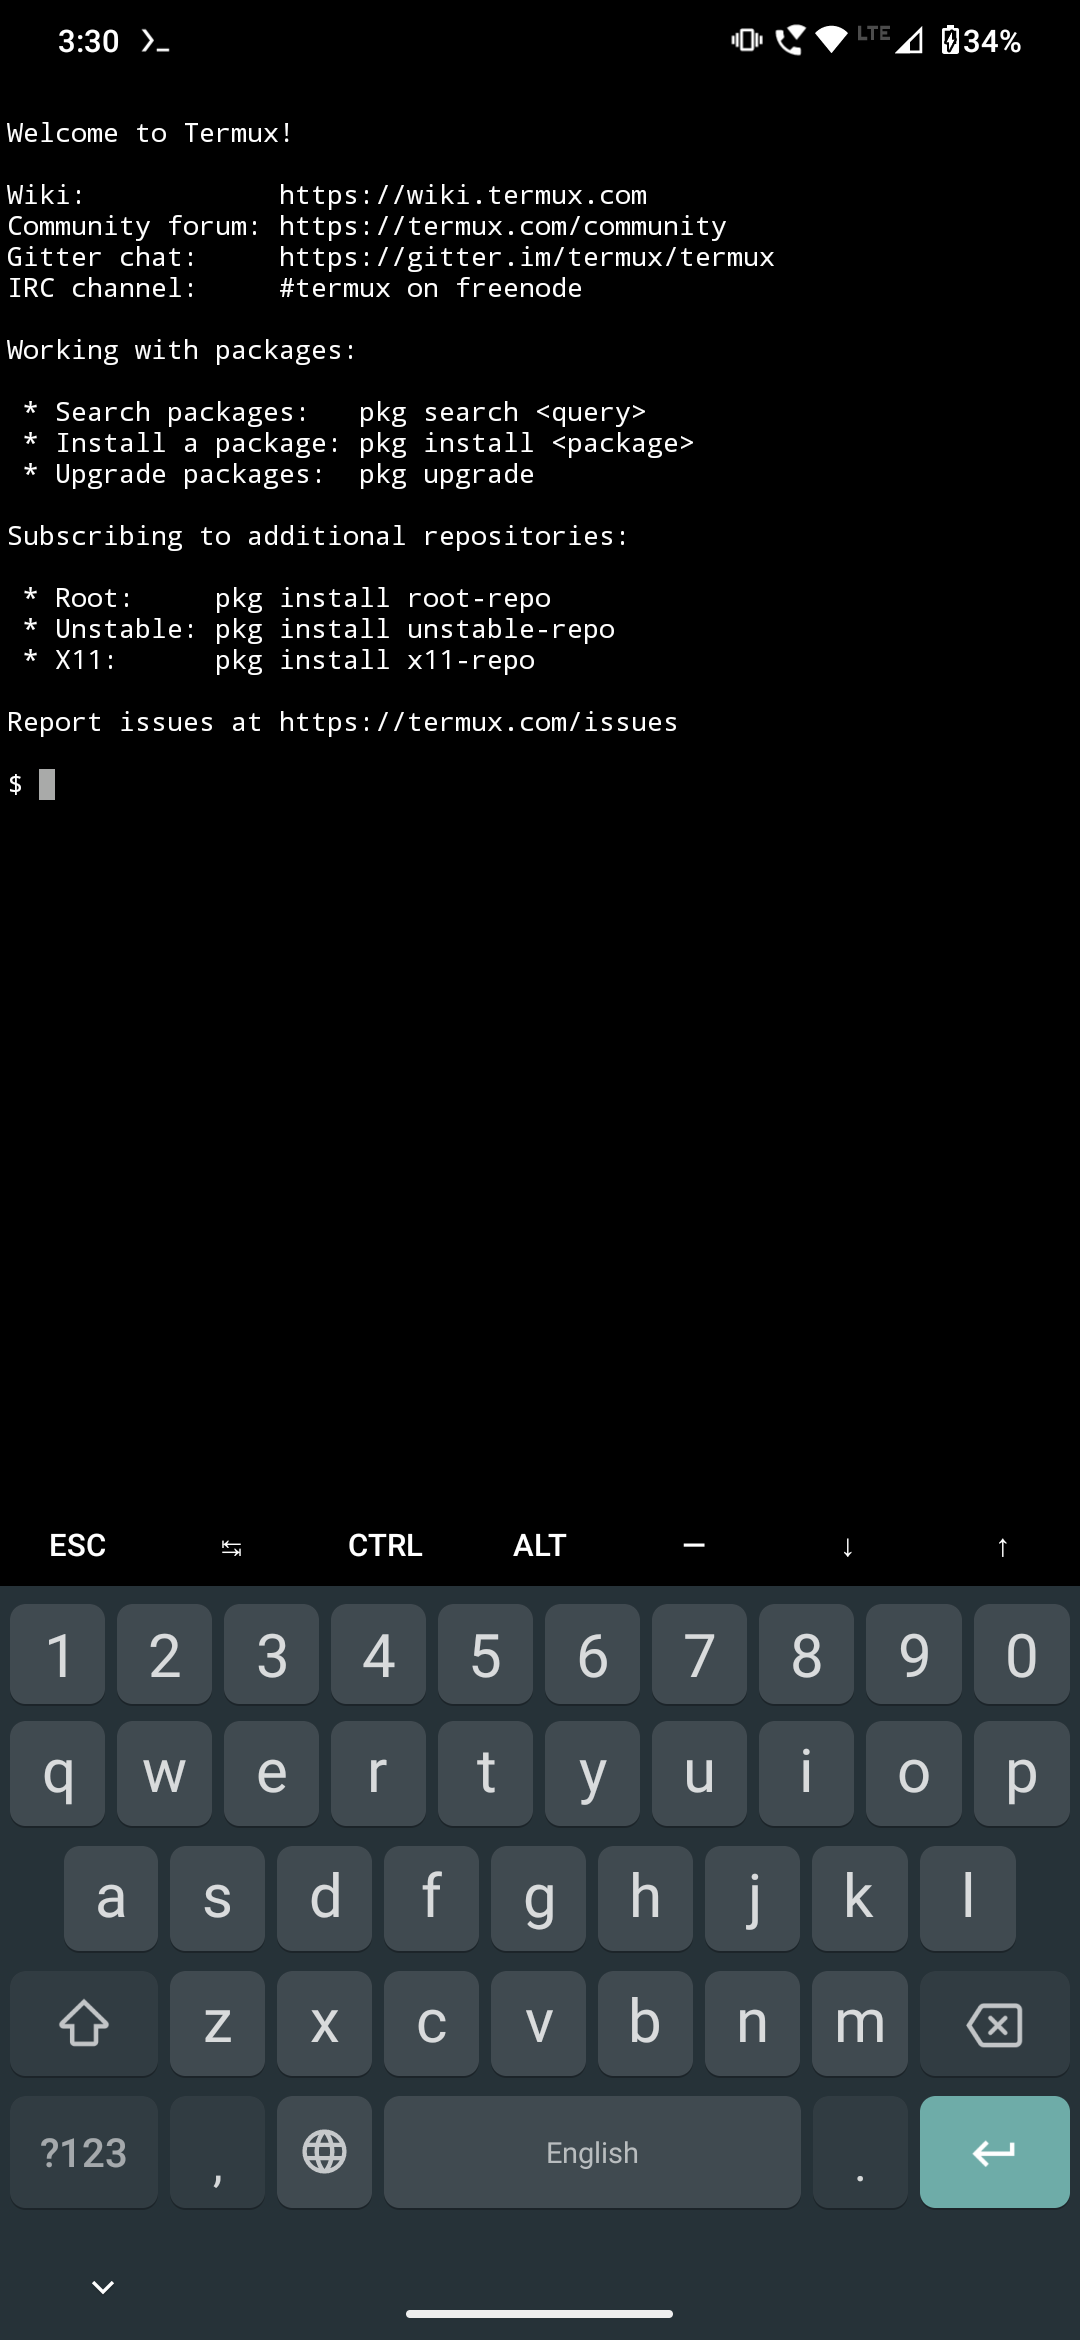 3:30 LTE 34%
Welcome to Termux!
Wiki: https://wiki.termux.com
Community forum: https://termux.com/community
Gitter chat: https://gitter.im/termux/termux
IRC channel: #termux on freenode
Working with packages:
* Search packages: pkg search <query>
* Install a package: pkg install <package>
* Upgrade packages: pkg upgrade
Subscribing to additional repositories:
* Root: pkg install root-repo
* Unstable: pkg install unstable-repo
* X11: pkg install x11-repo
Report issues at https://termux.com/issues
$
ESC ↹ CTRL ALT — ↓ ↑
1 2 3 4 5 6 7 8 9 0
q w e r t y u i o p
a s d f g h j k l
z x c v b n m
?123 , English .